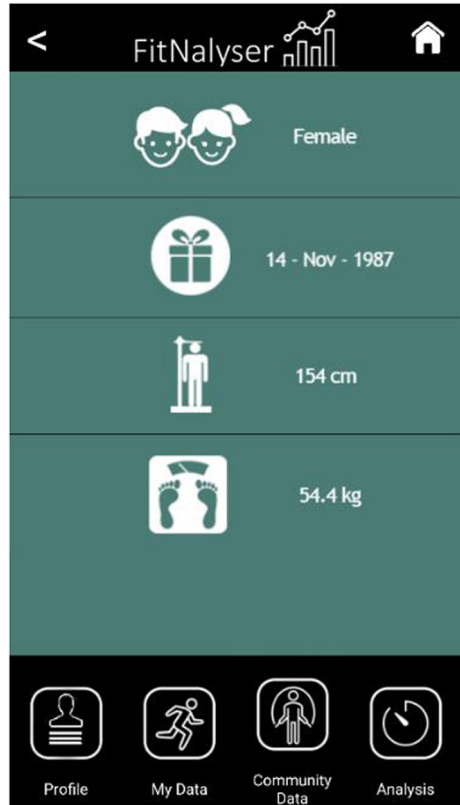 <
FitNalyser
Female
14 - Nov - 1987
154 cm
54.4 kg
Profile
My Data
Community
Data
Analysis